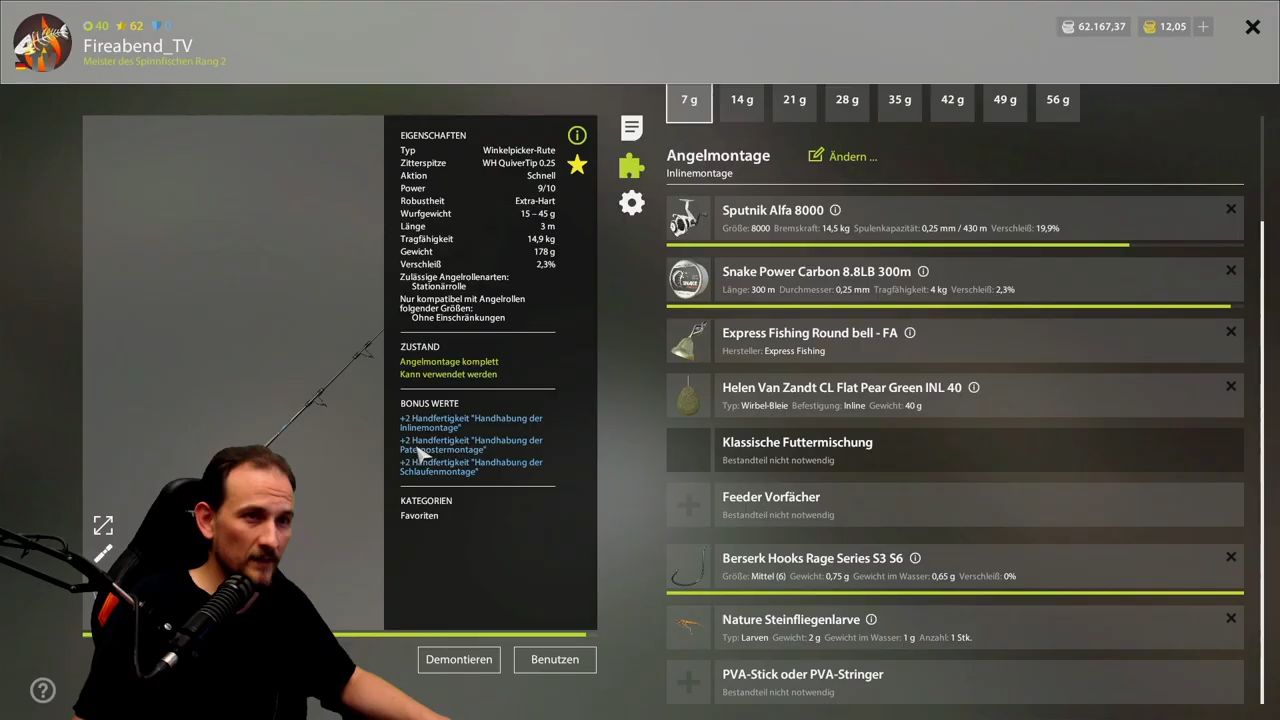 40 62 0
Fireabend_TV
Meister des Spinnfischen Rang 2
62.167,37 12,05
7 g 14 g 21 g 28 g 35 g 42 g 49 g 56 g
EIGENSCHAFTEN
Typ Winkelpicker-Rute
Zitterspitze WH QuiverTip 0.25
Aktion Schnell
Power 9/10
Robustheit Extra-Hart
Wurfgewicht 15 – 45 g
Länge 3 m
Tragfähigkeit 14,9 kg
Gewicht 178 g
Verschleiß 2,3%
Zulässige Angelrollenarten:
Stationärrolle
Nur kompatibel mit Angelrollen
folgender Größen:
Ohne Einschränkungen
ZUSTAND
Angelmontage komplett
Kann verwendet werden
BONUS WERTE
+2 Handfertigkeit "Handhabung der
Inlinemontage"
+2 Handfertigkeit "Handhabung der
Paternostermontage"
+2 Handfertigkeit "Handhabung der
Schlaufenmontage"
KATEGORIEN
Favoriten
Demontieren Benutzen
Angelmontage Ändern ...
Inlinemontage
Sputnik Alfa 8000
Größe: 8000 Bremskraft: 14,5 kg Spulenkapazität: 0,25 mm / 430 m Verschleiß: 19,9%
Snake Power Carbon 8.8LB 300m
Länge: 300 m Durchmesser: 0,25 mm Tragfähigkeit: 4 kg Verschleiß: 2,3%
Express Fishing Round bell - FA
Hersteller: Express Fishing
Helen Van Zandt CL Flat Pear Green INL 40
Typ: Wirbel-Bleie Befestigung: Inline Gewicht: 40 g
Klassische Futtermischung
Bestandteil nicht notwendig
Feeder Vorfächer
Bestandteil nicht notwendig
Berserk Hooks Rage Series S3 S6
Größe: Mittel (6) Gewicht: 0,75 g Gewicht im Wasser: 0,65 g Verschleiß: 0%
Nature Steinfliegenlarve
Typ: Larven Gewicht: 2 g Gewicht im Wasser: 1 g Anzahl: 1 Stk.
PVA-Stick oder PVA-Stringer
Bestandteil nicht notwendig